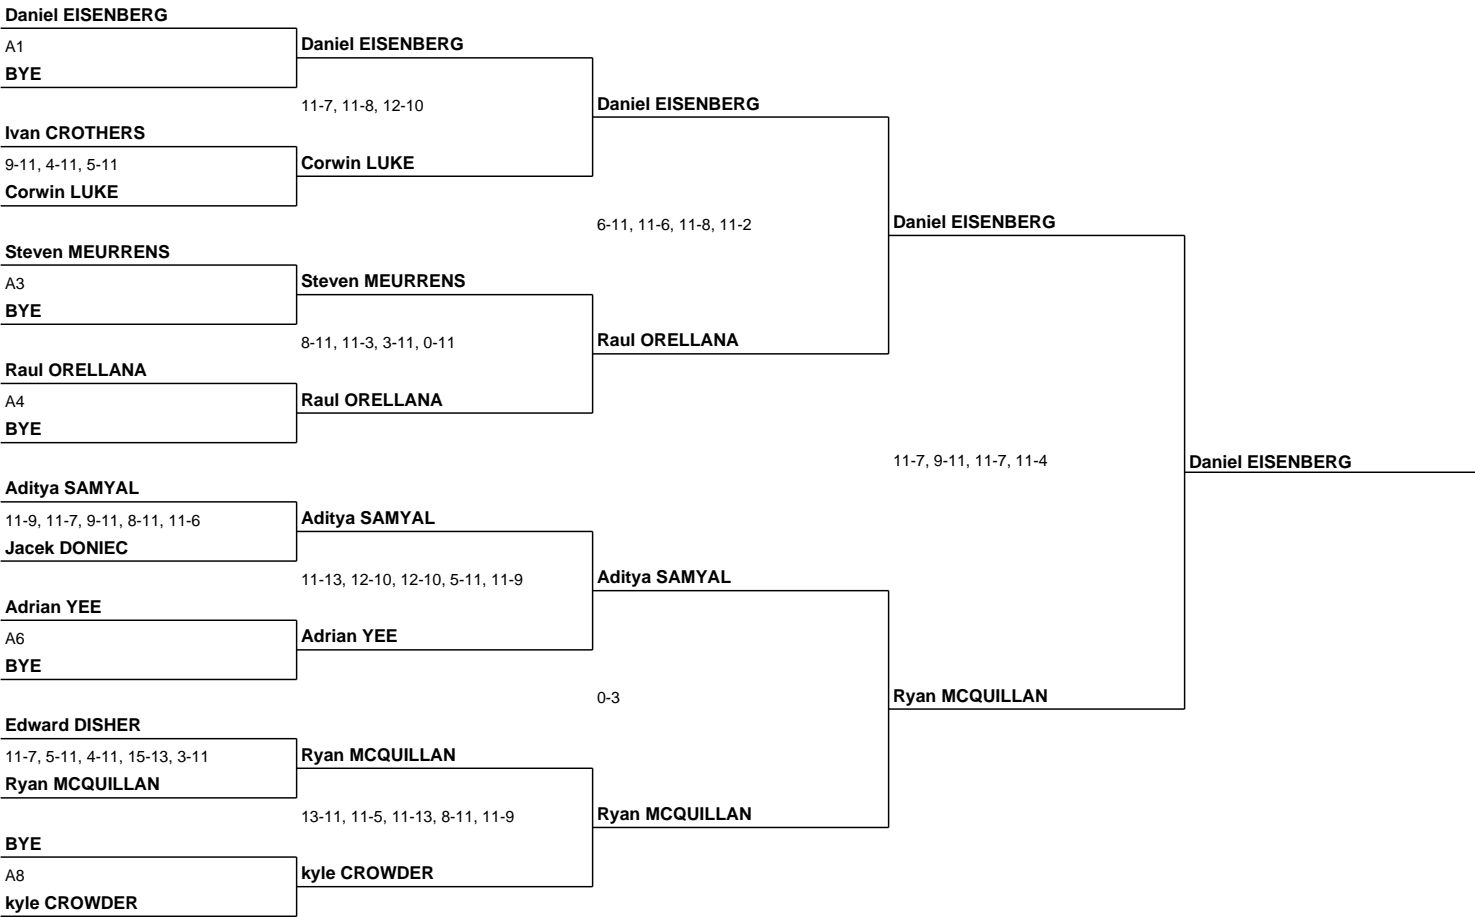 Daniel EISENBERG
A1
BYE
Ivan CROTHERS
9-11, 4-11, 5-11
Corwin LUKE
Steven MEURRENS
A3
BYE
Raul ORELLANA
A4
BYE
Aditya SAMYAL
11-9, 11-7, 9-11, 8-11, 11-6
Jacek DONIEC
Adrian YEE
A6
BYE
Edward DISHER
11-7, 5-11, 4-11, 15-13, 3-11
Ryan MCQUILLAN
BYE
A8
kyle CROWDER
Daniel EISENBERG
11-7, 11-8, 12-10
Corwin LUKE
Steven MEURRENS
8-11, 11-3, 3-11, 0-11
Raul ORELLANA
Aditya SAMYAL
11-13, 12-10, 12-10, 5-11, 11-9
Adrian YEE
Ryan MCQUILLAN
13-11, 11-5, 11-13, 8-11, 11-9
kyle CROWDER
Daniel EISENBERG
6-11, 11-6, 11-8, 11-2
Raul ORELLANA
Aditya SAMYAL
0-3
Ryan MCQUILLAN
Daniel EISENBERG
11-7, 9-11, 11-7, 11-4
Ryan MCQUILLAN
Daniel EISENBERG